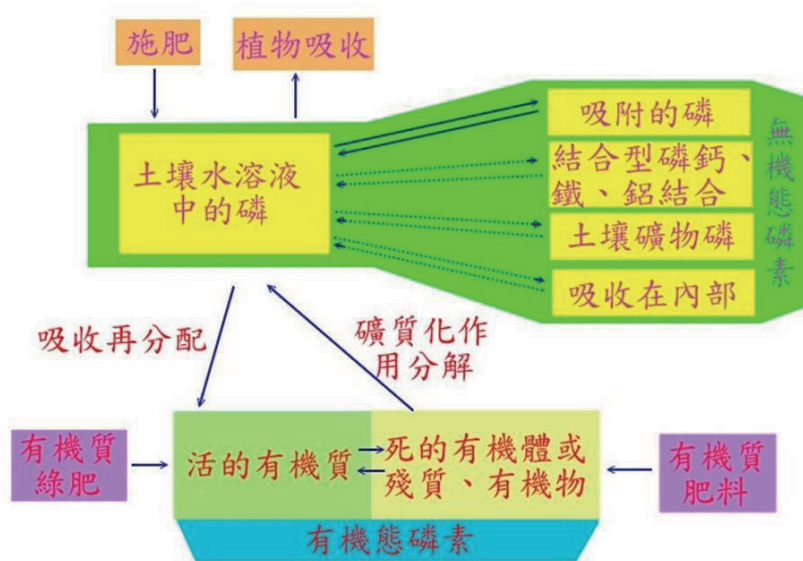 施肥
植物吸收
土壤水溶液
中的磷
吸附的磷
結合型磷鈣、
鐵、鋁結合
土壤礦物磷
吸收在內部
無機態磷素
吸收再分配
礦質化作
用分解
有機質
綠肥
活的有機質
死的有機體或
殘質、有機物
有機質
肥料
有機態磷素